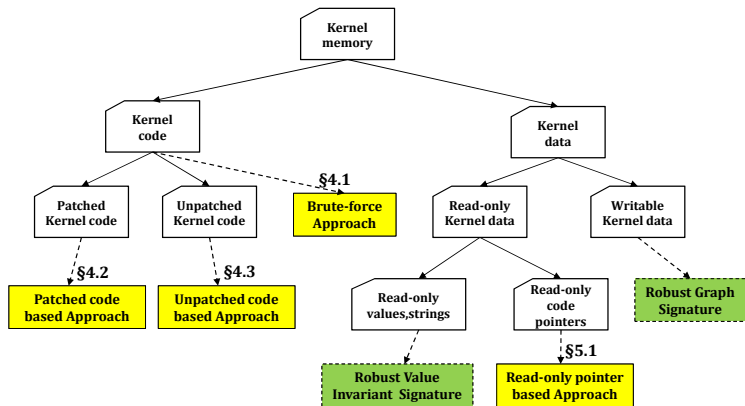 Kernel
memory
Kernel
code
Kernel
data
§4.1
Patched
Kernel code
Unpatched
Kernel code
Brute-force
Approach
Read-only
Kernel data
Writable
Kernel data
§4.2
§4.3
Patched code
based Approach
Unpatched code
based Approach
Read-only
values,strings
Read-only
code
pointers
Robust Graph
Signature
§5.1
Robust Value
Invariant Signature
Read-only pointer
based Approach